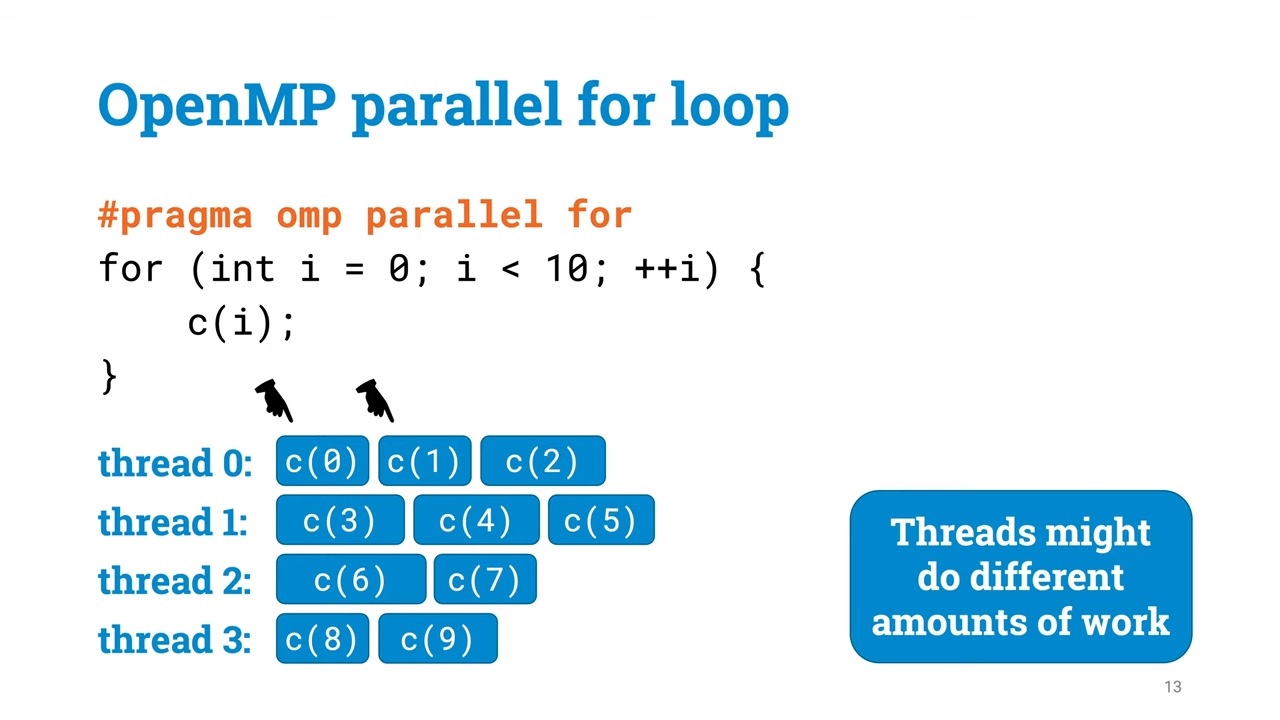 OpenMP parallel for loop
#pragma omp parallel for
for (int i = 0; i < 10; ++i) {
    c(i);
}
thread 0: c(0) c(1) c(2)
thread 1: c(3) c(4) c(5)
thread 2: c(6) c(7)
thread 3: c(8) c(9)
Threads might
do different
amounts of work
13